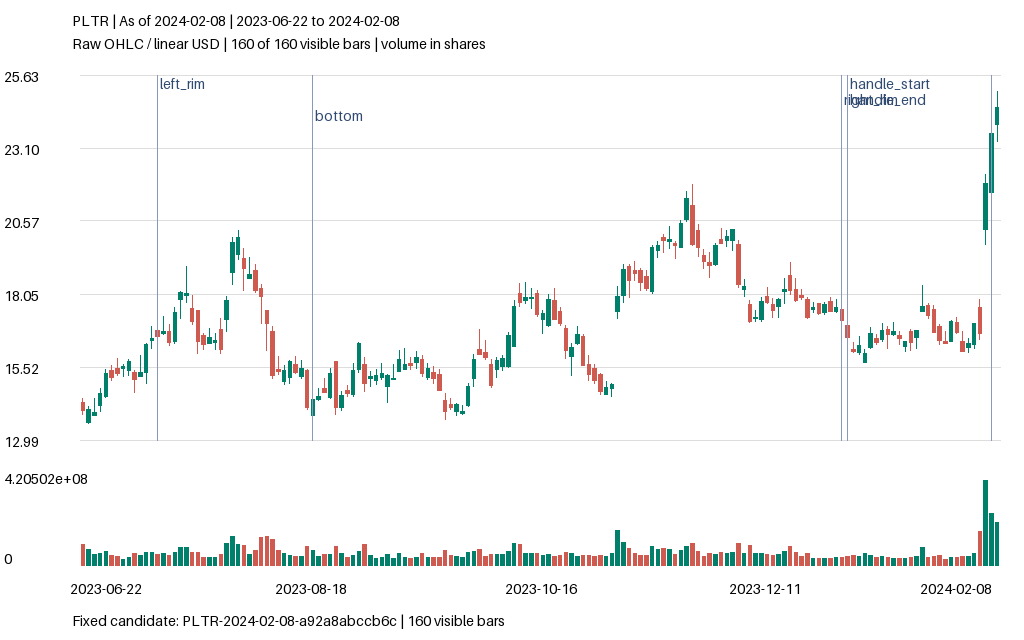 PLTR | As of 2024-02-08 | 2023-06-22 to 2024-02-08
Raw OHLC / linear USD | 160 of 160 visible bars | volume in shares
25.63
left_rim
handle_start
right_rim
handle_end
bottom
23.10
20.57
18.05
15.52
12.99
4.20502e+08
0
2023-06-22
2023-08-18
2023-10-16
2023-12-11
2024-02-08
Fixed candidate: PLTR-2024-02-08-a92a8abccb6c | 160 visible bars